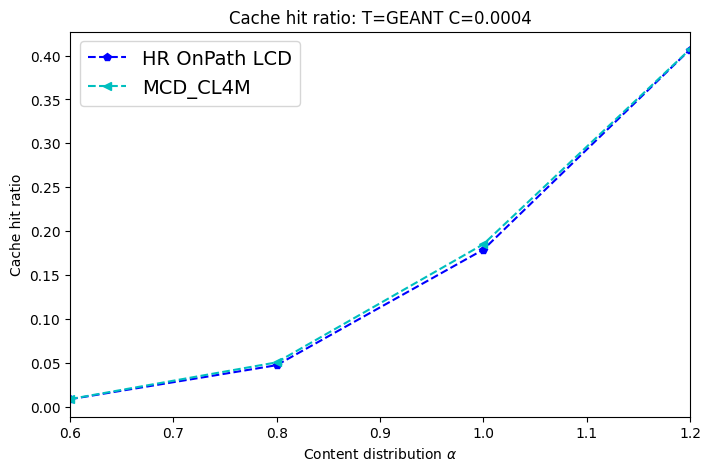 Cache hit ratio: T=GEANT C=0.0004
HR OnPath LCD
MCD_CL4M
Cache hit ratio
0.40
0.35
0.30
0.25
0.20
0.15
0.10
0.05
0.00
0.6 0.7 0.8 0.9 1.0 1.1 1.2
Content distribution α